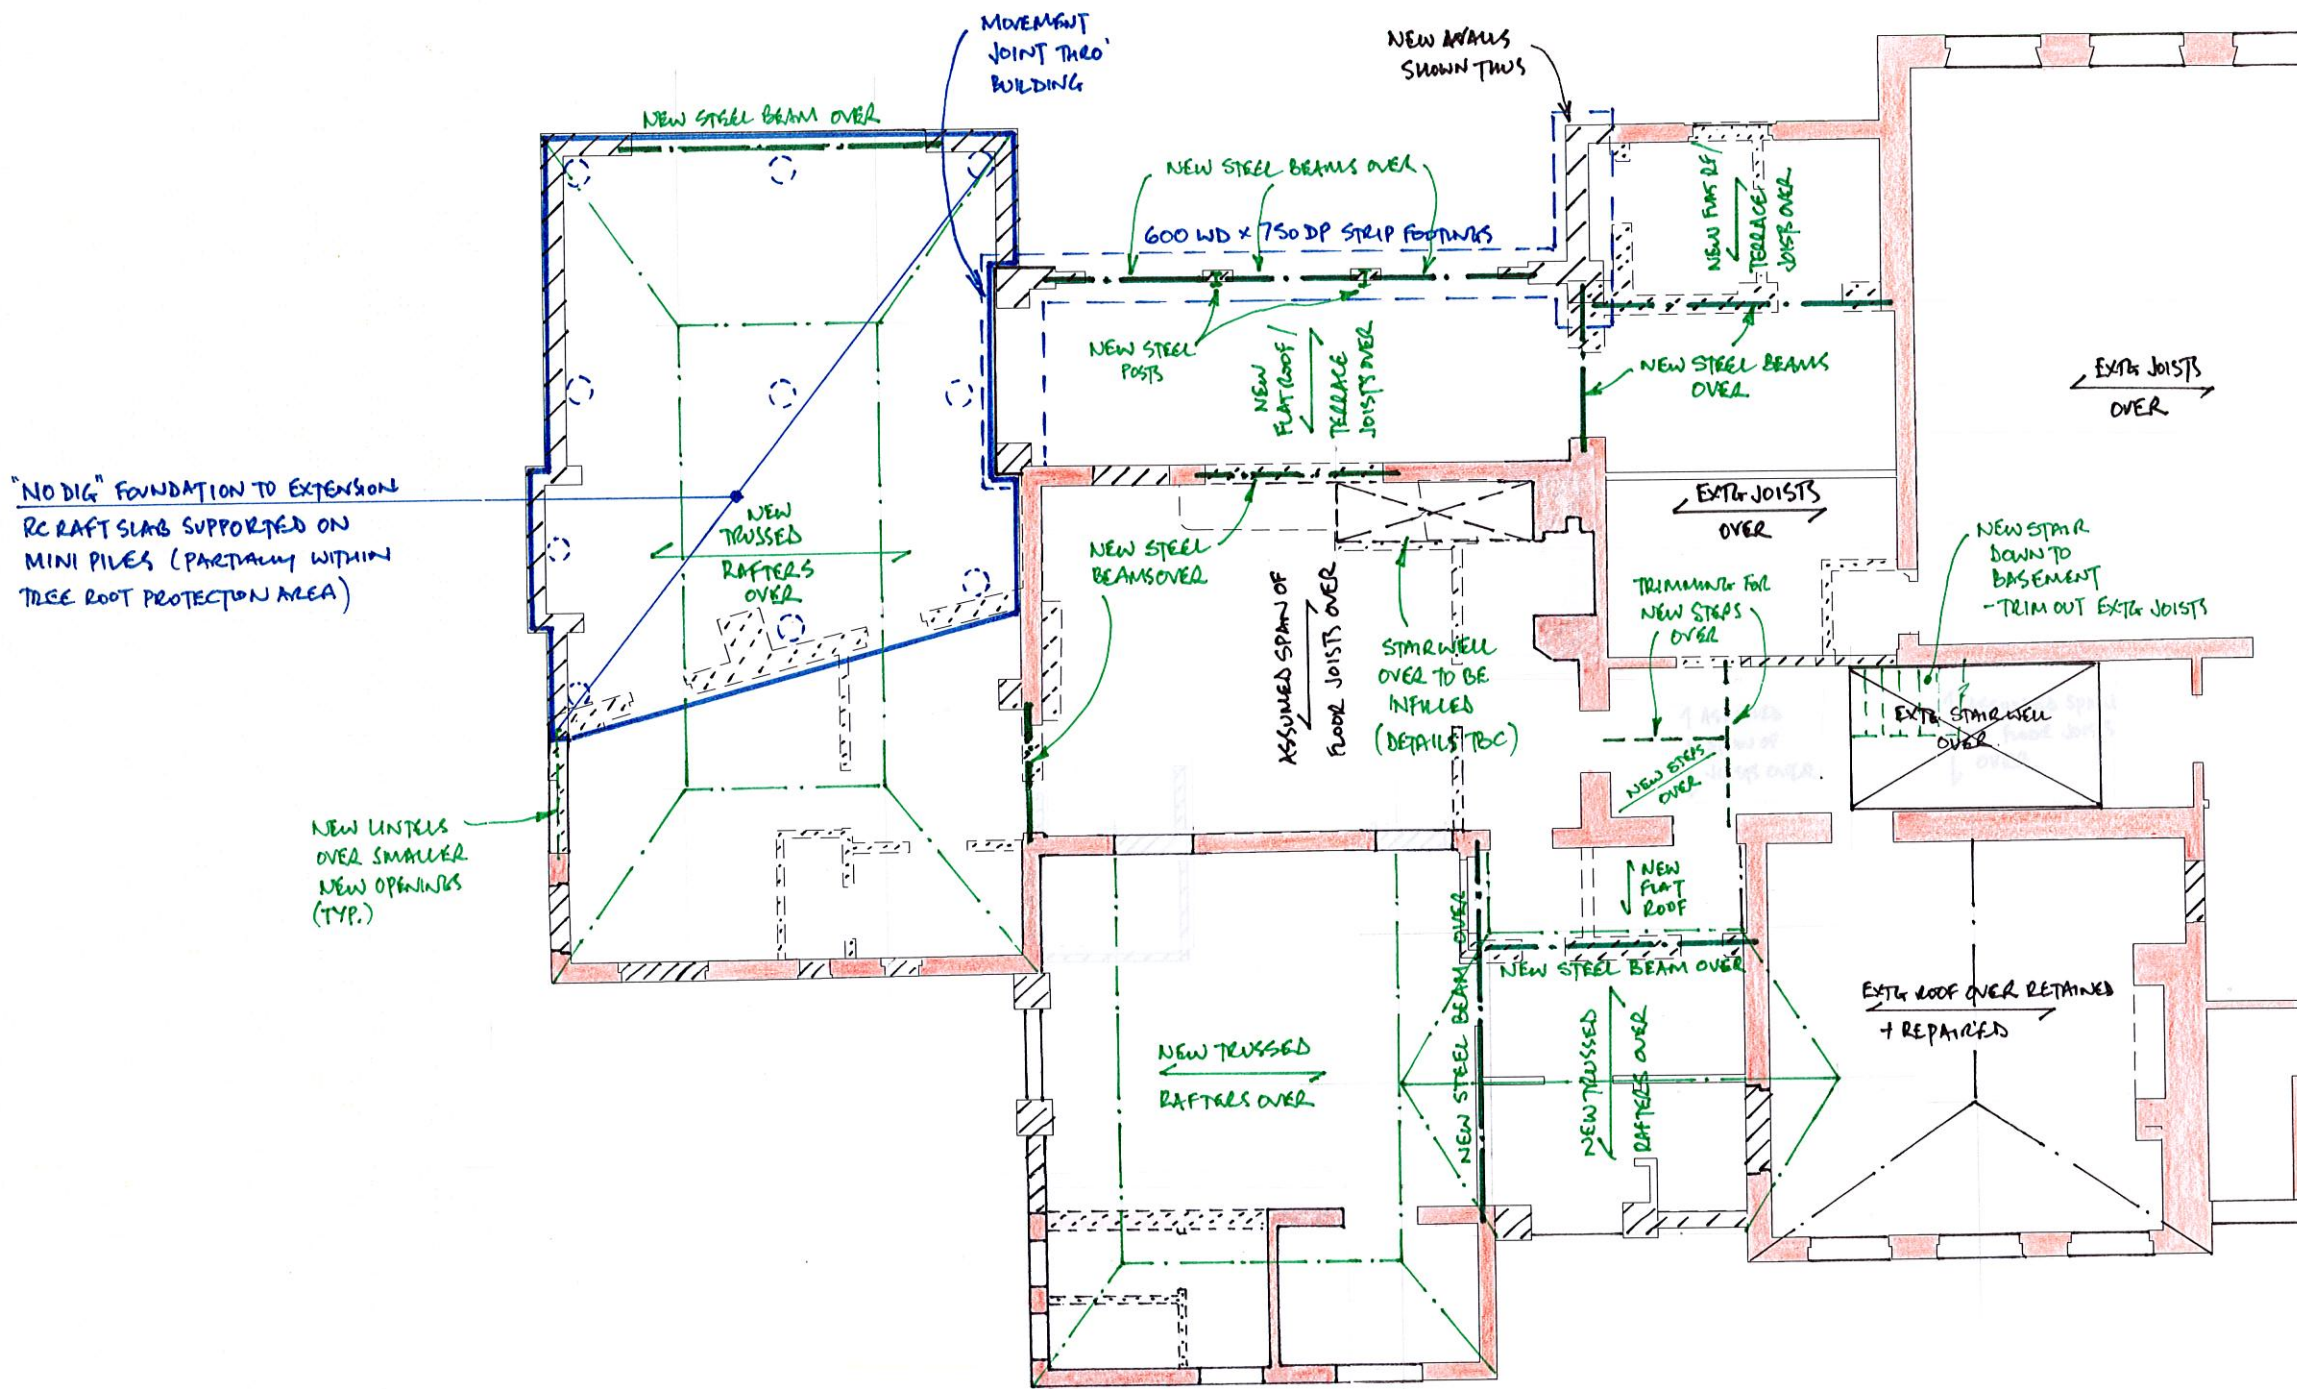 MOVEMENT
JOINT THRO'
BUILDING
NEW WALLS
SHOWN THUS
NEW STEEL BEAM OVER
NEW STEEL BEAMS OVER
600 WD x 750 DP STRIP FOOTINGS
NEW FLAT RF/
TERRACE
JOISTS OVER
NEW STEEL
POSTS
NEW
FLAT ROOF/
TERRACE
JOISTS OVER
NEW STEEL BEAMS
OVER
EXTG JOISTS
OVER
"NO DIG" FOUNDATION TO EXTENSION
RC RAFT SLAB SUPPORTED ON
MINI PILES (PARTIALLY WITHIN
TREE ROOT PROTECTION AREA)
NEW
TRUSSED
RAFTERS
OVER
NEW STEEL
BEAMS OVER
ASSUMED SPAN OF
FLOOR JOISTS OVER
STAIRWELL
OVER TO BE
INFILLED
(DETAILS TBC)
EXTG JOISTS
OVER
TRIMMING FOR
NEW STEPS
OVER
NEW STAIR
DOWN TO
BASEMENT
- TRIM OUT EXTG JOISTS
EXTG STAIRWELL
OVER
NEW STEPS
OVER
NEW LINTELS
OVER SMALLER
NEW OPENINGS
(TYP.)
NEW
FLAT
ROOF
NEW STEEL BEAM OVER
NEW STEEL BEAM OVER
NEW TRUSSED
RAFTERS OVER
NEW TRUSSED
RAFTERS OVER
EXTG ROOF OVER RETAINED
+ REPAIRED